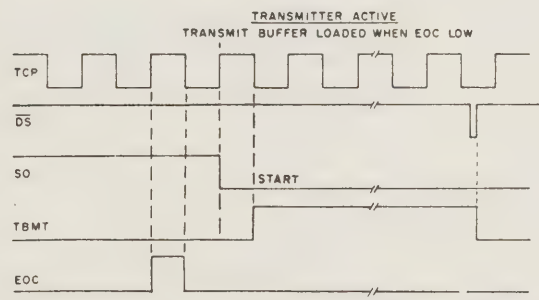 TRANSMITTER ACTIVE
TRANSMIT BUFFER LOADED WHEN EOC LOW
TCP
DS
SO
START
TBMT
EOC